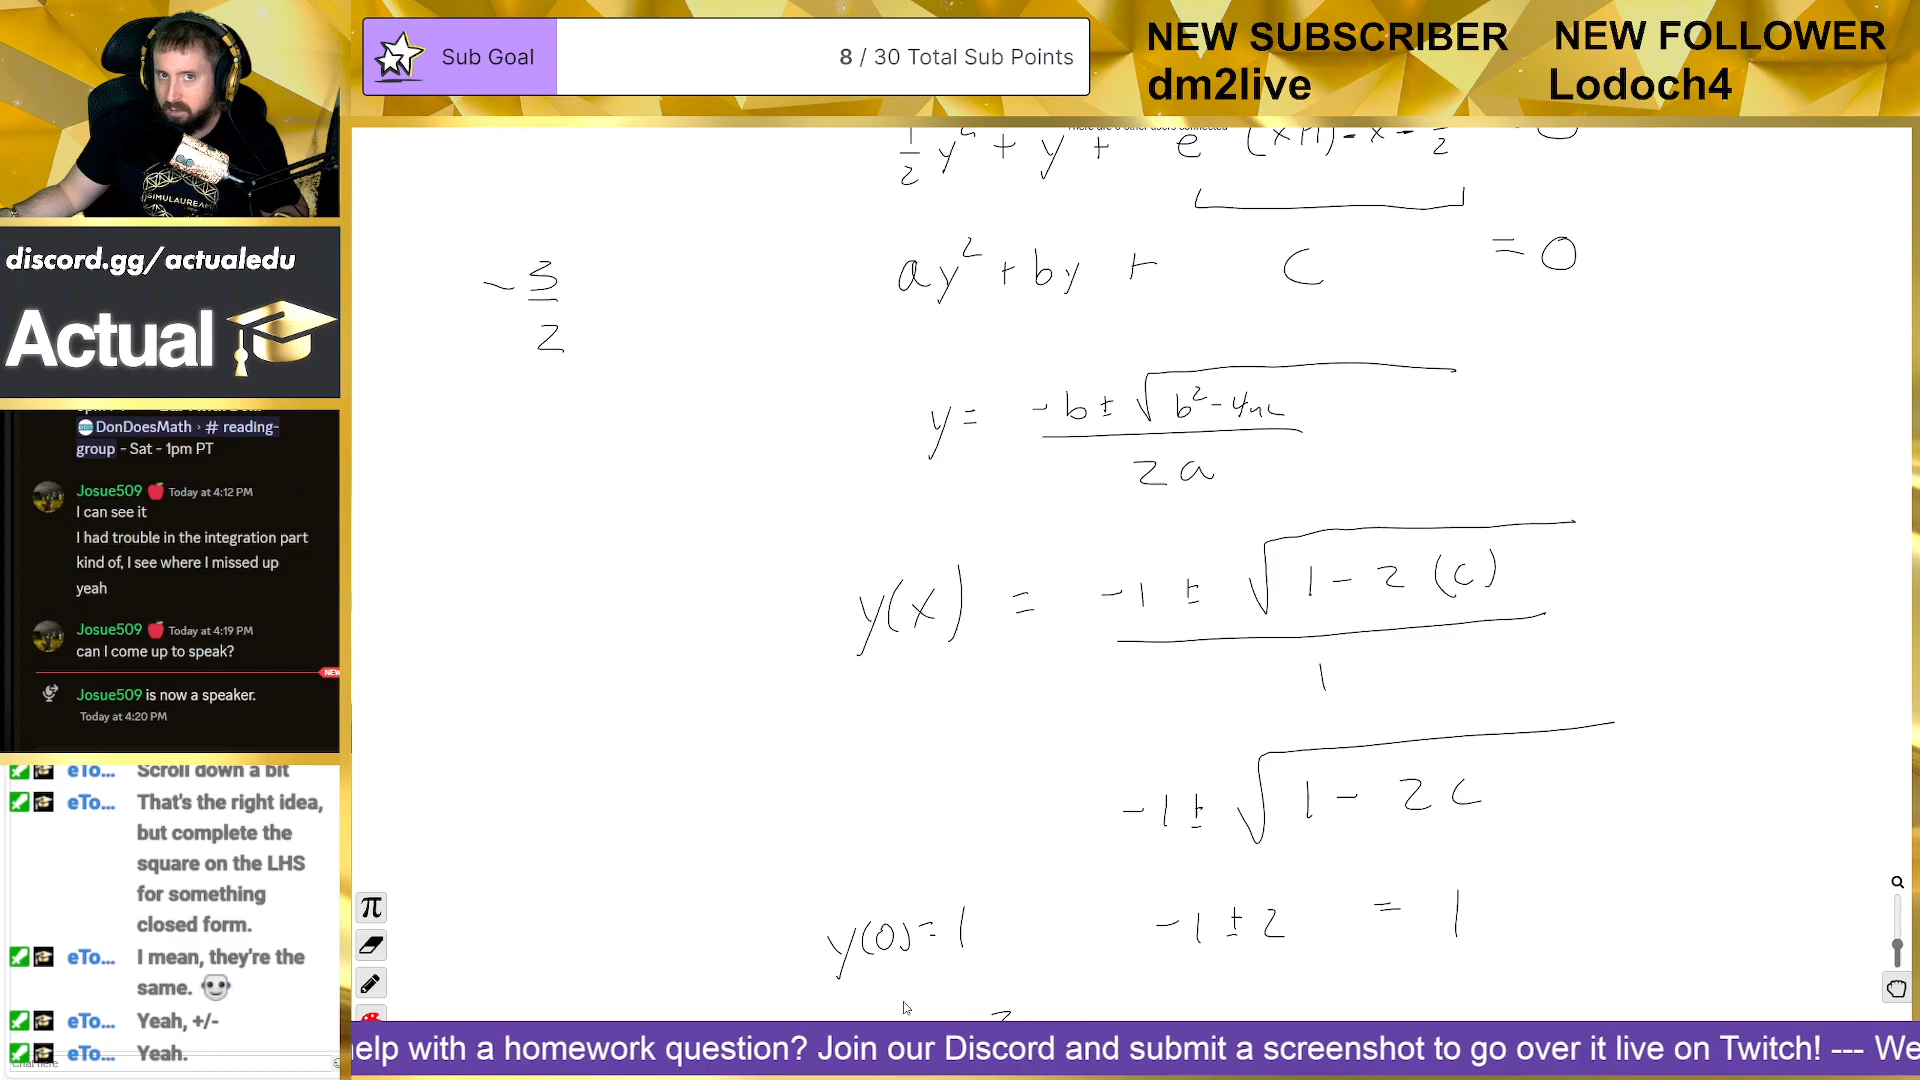 Sub Goal
8 / 30 Total Sub Points
NEW SUBSCRIBER
dm2live
NEW FOLLOWER
Lodoch4
SIMULAUREAM
discord.gg/actualedu
Actual
DonDoesMath › # reading-
group - Sat - 1pm PT
Josue509 🍎 Today at 4:12 PM
I can see it
I had trouble in the integration part
kind of, I see where I missed up
yeah
Josue509 🍎 Today at 4:19 PM
can I come up to speak?
NEW
Josue509 is now a speaker.
Today at 4:20 PM
eTo... Scroll down a bit
eTo... That's the right idea,
but complete the
square on the LHS
for something
closed form.
eTo... I mean, they're the
same.
eTo... Yeah, +/-
eTo... Yeah.
Chat here
ay² + by + c = 0
- 3/2
y = -b ± √b² - 4ac
2a
y(x) = -1 ± √1 - 2 (c)
1
-1 ± √1 - 2c
y(0) = 1 -1 ± 2 = 1
π
elp with a homework question? Join our Discord and submit a screenshot to go over it live on Twitch! --- We